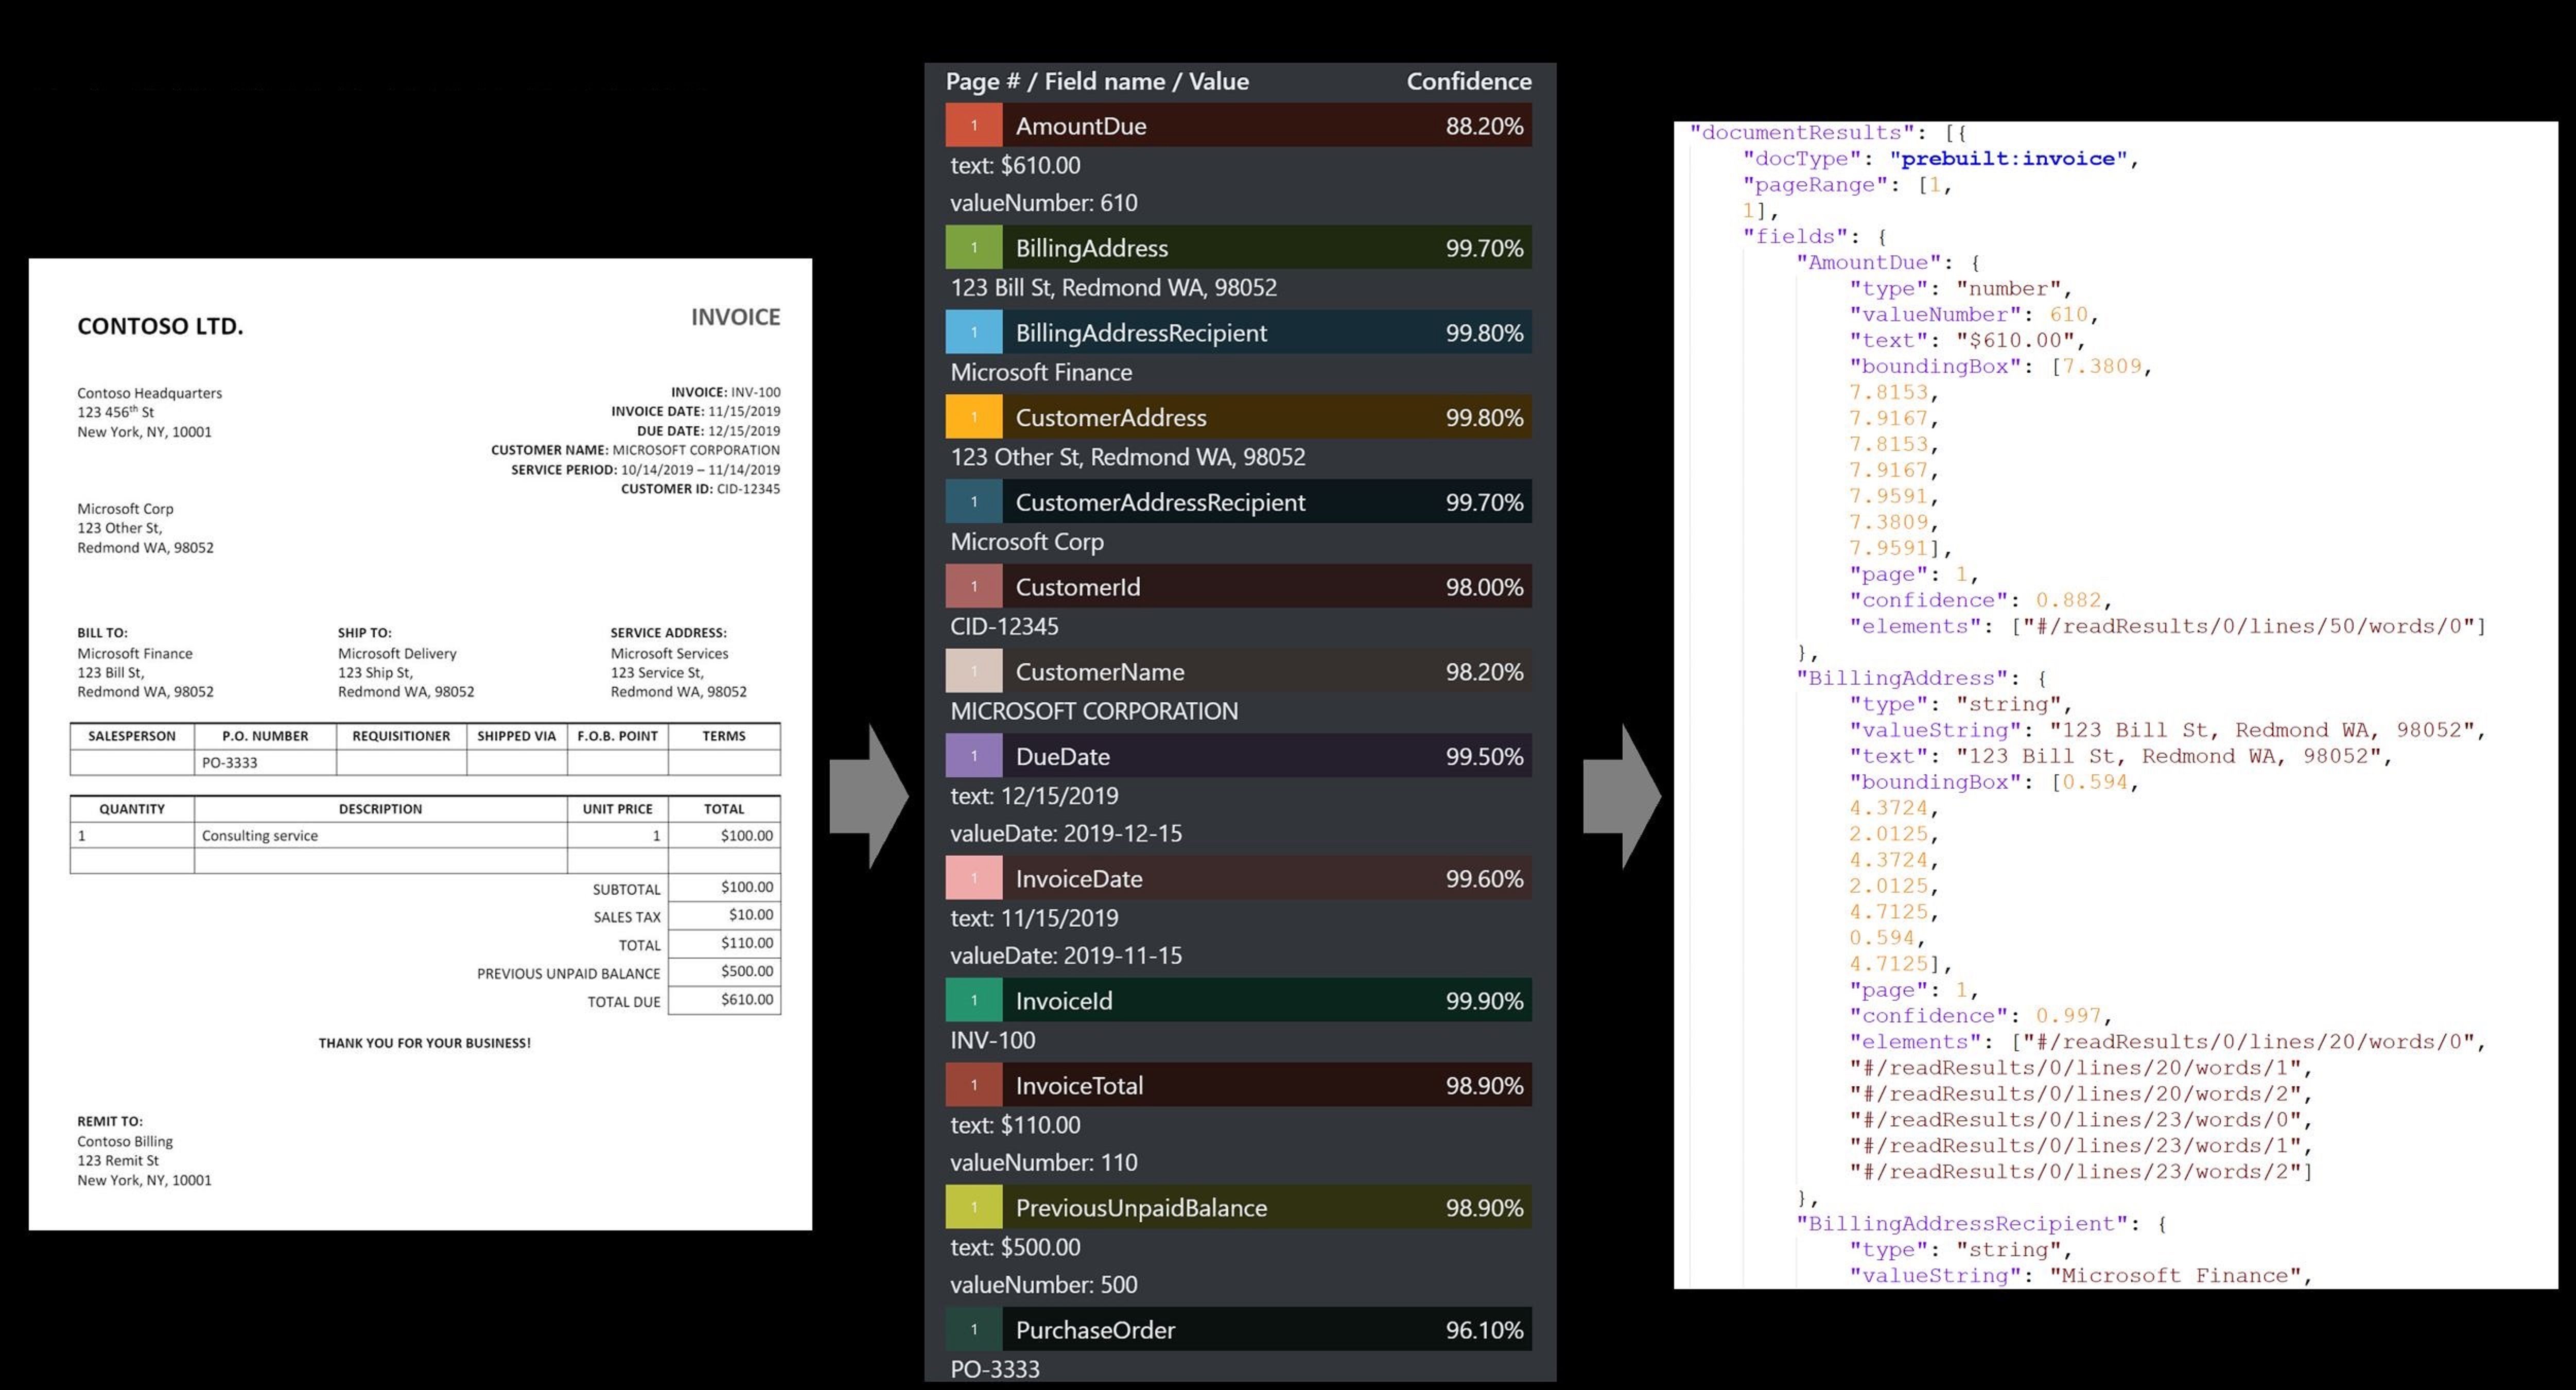 CONTOSO LTD.
INVOICE
Contoso Headquarters
123 456th St
New York, NY, 10001
INVOICE: INV-100
INVOICE DATE: 11/15/2019
DUE DATE: 12/15/2019
CUSTOMER NAME: MICROSOFT CORPORATION
SERVICE PERIOD: 10/14/2019 – 11/14/2019
CUSTOMER ID: CID-12345
Microsoft Corp
123 Other St,
Redmond WA, 98052
BILL TO:
Microsoft Finance
123 Bill St,
Redmond WA, 98052
SHIP TO:
Microsoft Delivery
123 Ship St,
Redmond WA, 98052
SERVICE ADDRESS:
Microsoft Services
123 Service St,
Redmond WA, 98052
SALESPERSON P.O. NUMBER REQUISITIONER SHIPPED VIA F.O.B. POINT TERMS
PO-3333
QUANTITY DESCRIPTION UNIT PRICE TOTAL
1 Consulting service 1 $100.00
SUBTOTAL $100.00
SALES TAX $10.00
TOTAL $110.00
PREVIOUS UNPAID BALANCE $500.00
TOTAL DUE $610.00
THANK YOU FOR YOUR BUSINESS!
REMIT TO:
Contoso Billing
123 Remit St
New York, NY, 10001
Page # / Field name / Value Confidence
1 AmountDue 88.20%
text: $610.00
valueNumber: 610
1 BillingAddress 99.70%
123 Bill St, Redmond WA, 98052
1 BillingAddressRecipient 99.80%
Microsoft Finance
1 CustomerAddress 99.80%
123 Other St, Redmond WA, 98052
1 CustomerAddressRecipient 99.70%
Microsoft Corp
1 CustomerId 98.00%
CID-12345
1 CustomerName 98.20%
MICROSOFT CORPORATION
1 DueDate 99.50%
text: 12/15/2019
valueDate: 2019-12-15
1 InvoiceDate 99.60%
text: 11/15/2019
valueDate: 2019-11-15
1 InvoiceId 99.90%
INV-100
1 InvoiceTotal 98.90%
text: $110.00
valueNumber: 110
1 PreviousUnpaidBalance 98.90%
text: $500.00
valueNumber: 500
1 PurchaseOrder 96.10%
PO-3333
"documentResults": [{
"docType": "prebuilt:invoice",
"pageRange": [1,
1],
"fields": {
"AmountDue": {
"type": "number",
"valueNumber": 610,
"text": "$610.00",
"boundingBox": [7.3809,
7.8153,
7.9167,
7.8153,
7.9167,
7.9591,
7.3809,
7.9591],
"page": 1,
"confidence": 0.882,
"elements": ["#/readResults/0/lines/50/words/0"]
},
"BillingAddress": {
"type": "string",
"valueString": "123 Bill St, Redmond WA, 98052",
"text": "123 Bill St, Redmond WA, 98052",
"boundingBox": [0.594,
4.3724,
2.0125,
4.3724,
2.0125,
4.7125,
0.594,
4.7125],
"page": 1,
"confidence": 0.997,
"elements": ["#/readResults/0/lines/20/words/0",
"#/readResults/0/lines/20/words/1",
"#/readResults/0/lines/20/words/2",
"#/readResults/0/lines/23/words/0",
"#/readResults/0/lines/23/words/1",
"#/readResults/0/lines/23/words/2"]
},
"BillingAddressRecipient": {
"type": "string",
"valueString": "Microsoft Finance",